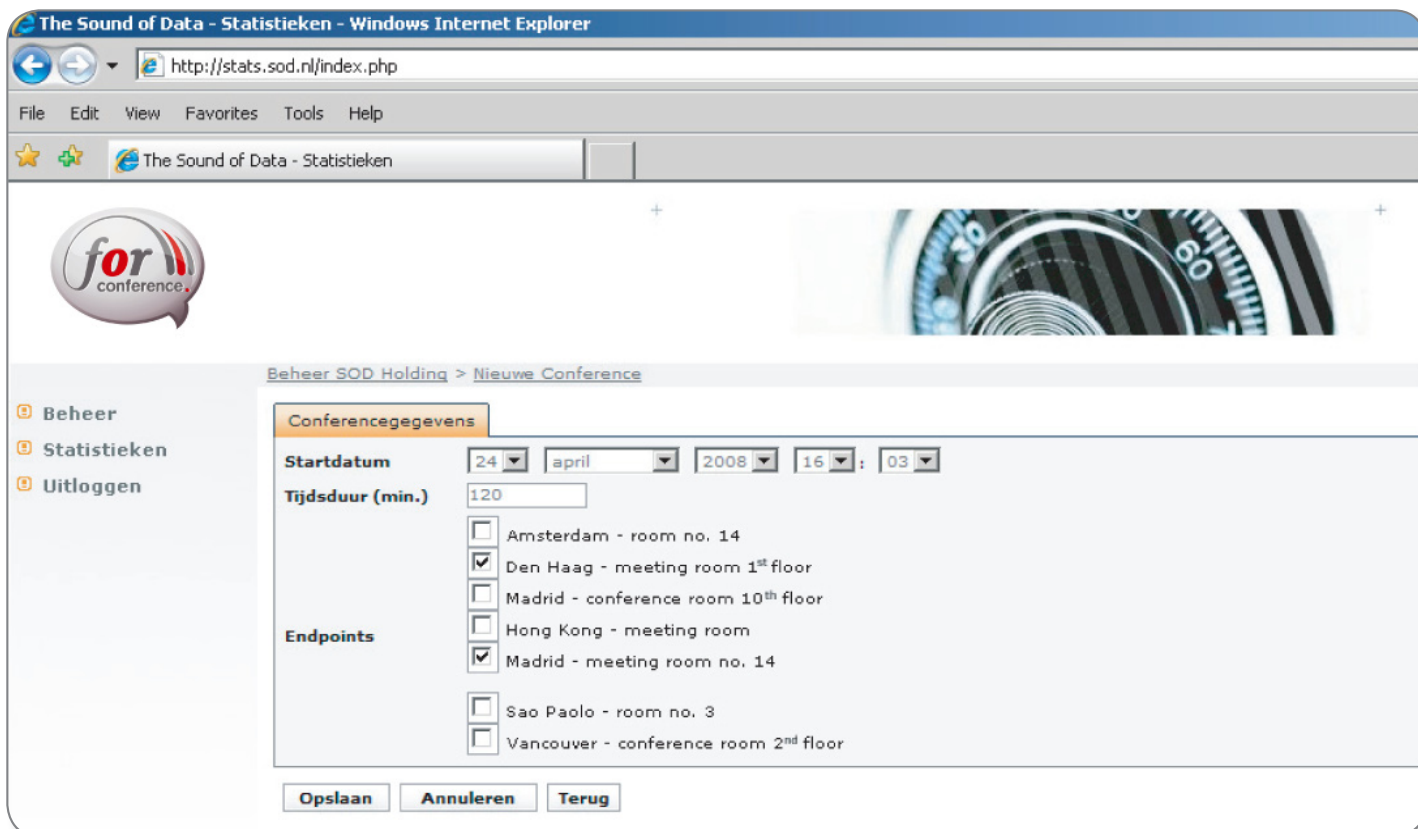 The Sound of Data - Statistieken - Windows Internet Explorer
http://stats.sod.nl/index.php
File Edit View Favorites Tools Help
The Sound of Data - Statistieken
for
conference.
30
60
Beheer SOD Holding > Nieuwe Conference
Beheer
Statistieken
Uitloggen
Conferencegegevens
Startdatum 24 april 2008 16 : 03
Tijdsduur (min.) 120
Endpoints
Amsterdam - room no. 14
Den Haag - meeting room 1st floor
Madrid - conference room 10th floor
Hong Kong - meeting room
Madrid - meeting room no. 14
Sao Paolo - room no. 3
Vancouver - conference room 2nd floor
Opslaan Annuleren Terug